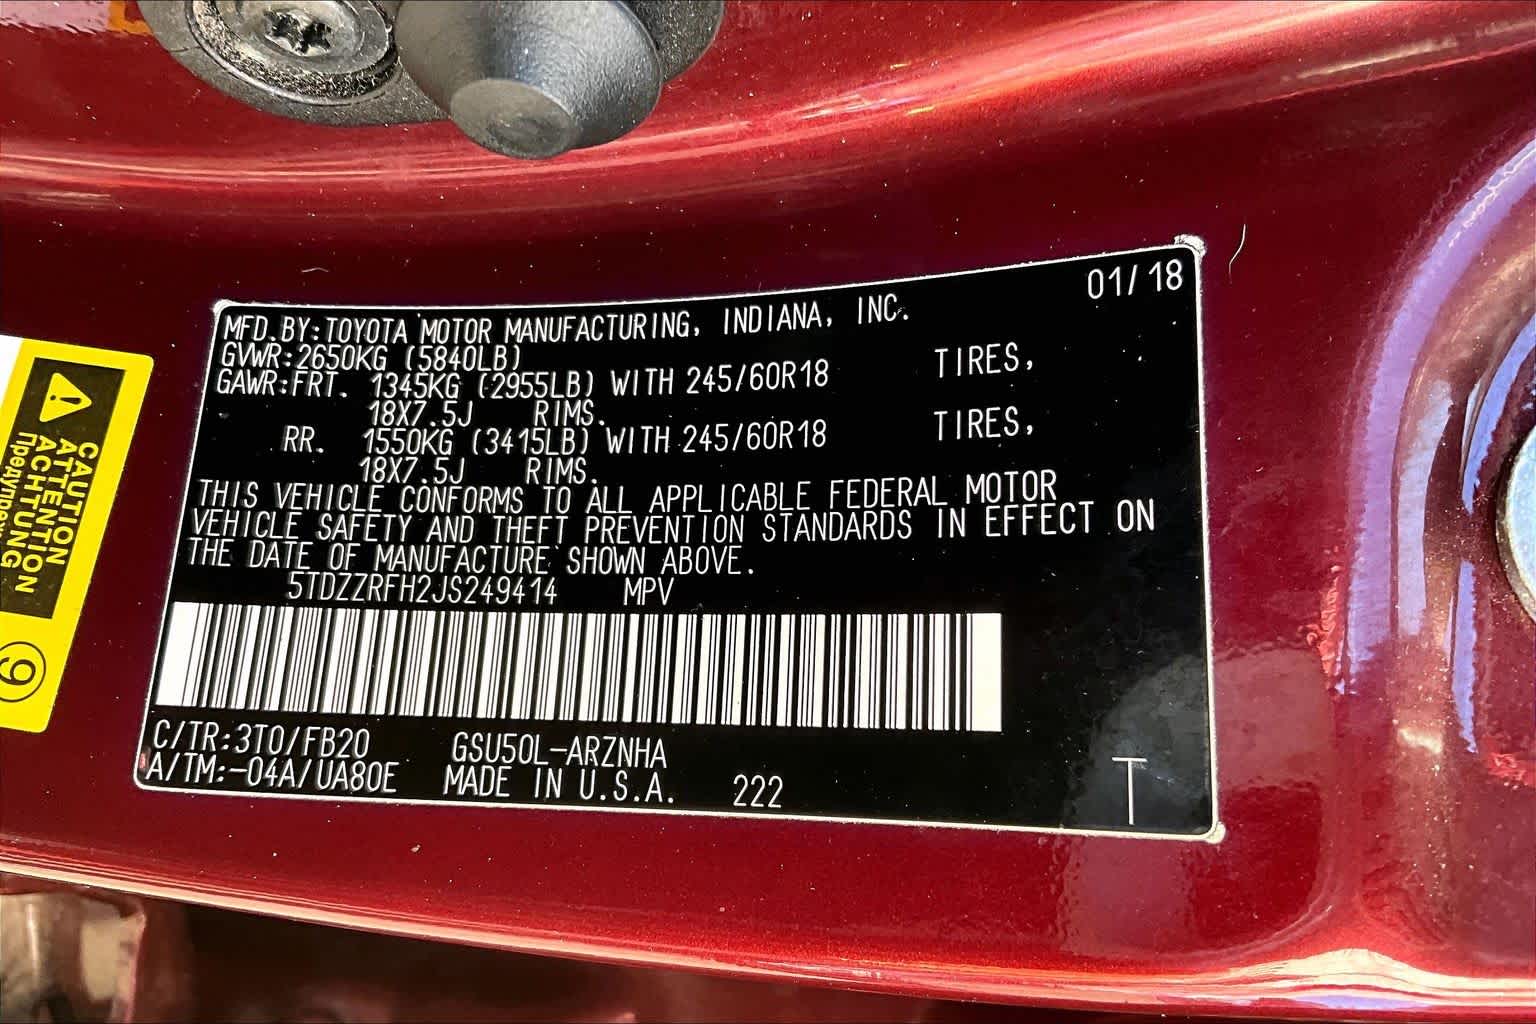 01/18
MFD.BY:TOYOTA MOTOR MANUFACTURING, INDIANA, INC.
GVWR:2650KG (5840LB)
GAWR:FRT. 1345KG (2955LB) WITH 245/60R18 TIRES,
18X7.5J RIMS.
RR. 1550KG (3415LB) WITH 245/60R18 TIRES,
18X7.5J RIMS.
THIS VEHICLE CONFORMS TO ALL APPLICABLE FEDERAL MOTOR
VEHICLE SAFETY AND THEFT PREVENTION STANDARDS IN EFFECT ON
THE DATE OF MANUFACTURE SHOWN ABOVE.
5TDZZRFH2JS249414 MPV
C/TR:3T0/FB20 GSU50L-ARZNHA
A/TM:-04A/UA80E MADE IN U.S.A. 222
T
CAUTION
ATTENTION
ACHTUNG
9